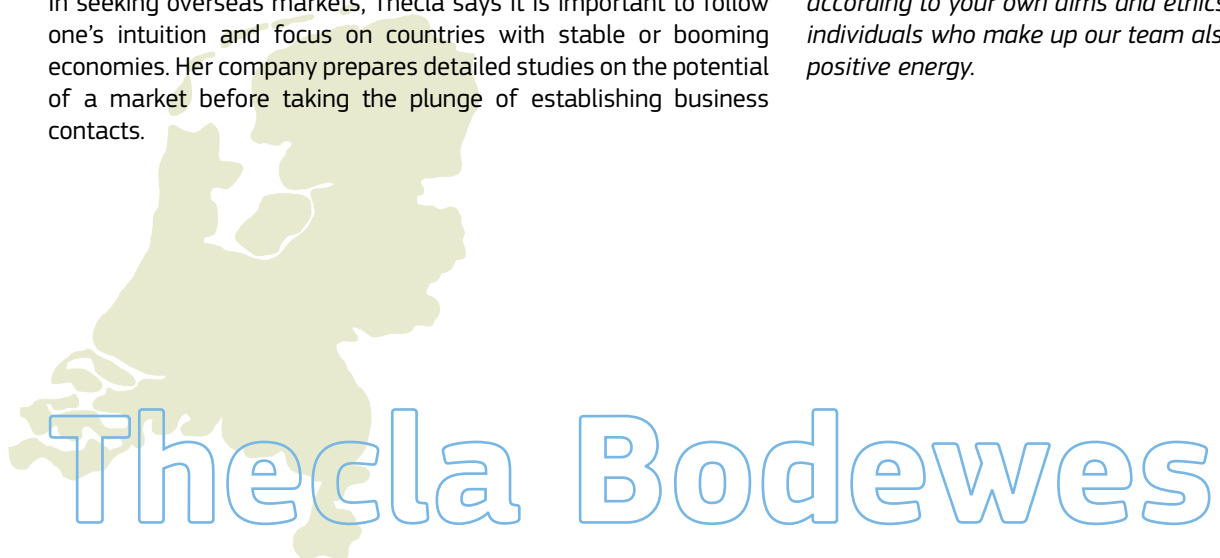 In seeking overseas markets, Thecla says it is important to follow
one's intuition and focus on countries with stable or booming
economies. Her company prepares detailed studies on the potential
of a market before taking the plunge of establishing business
contacts.
according to your own aims and ethics
individuals who make up our team als
positive energy.
Thecla Bodewes